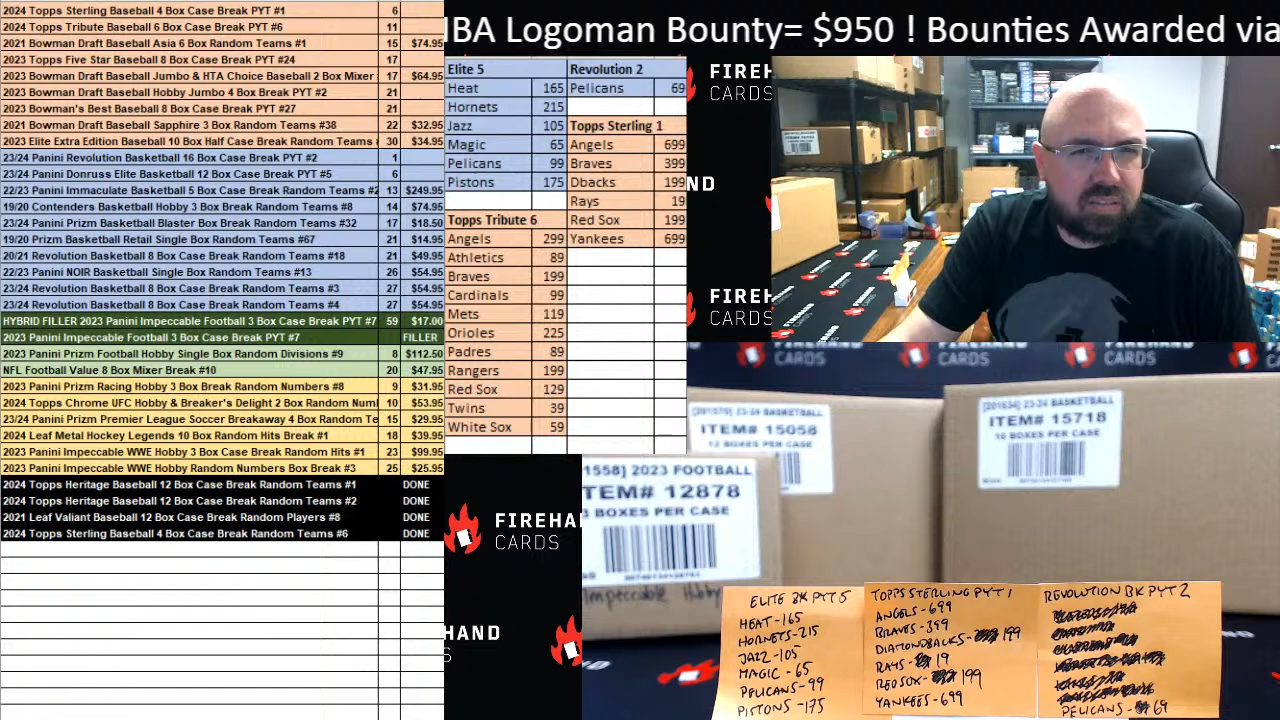 2024 Topps Sterling Baseball 4 Box Case Break PYT #1 6
2024 Topps Tribute Baseball 6 Box Case Break PYT #6 11
2021 Bowman Draft Baseball Asia 6 Box Random Teams #1 15 $74.95
2023 Topps Five Star Baseball 8 Box Case Break PYT #24 17
2023 Bowman Draft Baseball Jumbo & HTA Choice Baseball 2 Box Mixer 17 $64.95
2023 Bowman Draft Baseball Hobby Jumbo 4 Box Case Break PYT #2 21
2023 Bowman's Best Baseball 8 Box Case Break PYT #27 21
2021 Bowman Draft Baseball Sapphire 3 Box Random Teams #38 22 $32.95
2023 Elite Extra Edition Baseball 10 Box Half Case Break Random Teams 30 $34.95
23/24 Panini Revolution Basketball 16 Box Case Break PYT #2 1
23/24 Panini Donruss Elite Basketball 12 Box Case Break PYT #5 6
22/23 Panini Immaculate Basketball 5 Box Case Break Random Teams #2 13 $249.95
19/20 Contenders Basketball Hobby 3 Box Random Teams #8 14 $74.95
23/24 Panini Prizm Basketball Blaster Box Random Teams #32 17 $18.50
19/20 Prizm Basketball Retail Single Box Random Teams #67 21 $14.95
20/21 Revolution Basketball 8 Box Random Teams #18 21 $49.95
22/23 Panini NOIR Basketball Single Box Random Teams #13 26 $54.95
23/24 Revolution Basketball 8 Box Random Teams #3 27 $54.95
23/24 Revolution Basketball 8 Box Random Teams #4 27 $54.95
HYBRID FILLER 2023 Panini Impeccable Football 3 Box Case Break PYT #7 59 $17.00
2023 Panini Impeccable Football 3 Box Case Break PYT #7 FILLER
2023 Panini Prizm Football Hobby Single Box Random Divisions #9 8 $112.50
NFL Football Value 8 Box Mixer Break #10 20 $47.95
2023 Panini Prizm Racing Hobby 3 Box Break Random Numbers #8 9 $31.95
2024 Topps Chrome UFC Hobby & Breaker's Delight 2 Box Random Num 10 $53.95
23/24 Panini Prizm Premier League Soccer Breakaway 4 Box Random Te 15 $29.95
2024 Leaf Metal Hockey Legends 10 Box Random Hits Break #1 18 $39.95
2023 Panini Impeccable WWE Hobby 3 Box Case Break Random Hits #1 23 $99.95
2023 Panini Impeccable WWE Hobby Random Numbers Box Break #3 25 $25.95
2024 Topps Heritage Baseball 12 Box Case Break Random Teams #1 DONE
2024 Topps Heritage Baseball 12 Box Case Break Random Teams #2 DONE
2021 Leaf Valiant Baseball 12 Box Case Break Random Players #8 DONE
2024 Topps Sterling Baseball 4 Box Case Break Random Teams #6 DONE
BA Logoman Bounty= $950 ! Bounties Awarded via
Elite 5
Heat 165
Hornets 215
Jazz 105
Magic 65
Pelicans 99
Pistons 175
Topps Tribute 6
Angels 299
Athletics 89
Braves 199
Cardinals 99
Mets 119
Orioles 225
Padres 89
Rangers 199
Red Sox 129
Twins 39
White Sox 59
Revolution 2
Pelicans 69
Topps Sterling 1
Angels 699
Braves 399
Dbacks 199
Rays 19
Red Sox 199
Yankees 699
FIREH
CARDS
ND
FIREH
CARDS
FIREHAND
CARDS
FIREHAND
CARDS
FIREHA
CARDS
HAND
S
[201570] 23-24 BASKETBALL
ITEM# 15058
12 BOXES PER CASE
[201634] 23-24 BASKETBALL
ITEM# 15718
16 BOXES PER CASE
1558] 2023 FOOTBALL
TEM# 12878
3 BOXES PER CASE
Impeccable Hobby
ELITE BK PYT 5
HEAT-165
HORNETS-215
JAZZ-105
MAGIC-65
PELICANS-99
PISTONS-175
TOPPS STERLING PYT 1
ANGELS-699
BRAVES-399
DIAMONDBACKS- 199
RAYS- 19
RED SOX- 199
YANKEES-699
REVOLUTION BK PYT 2
PELICANS- 69